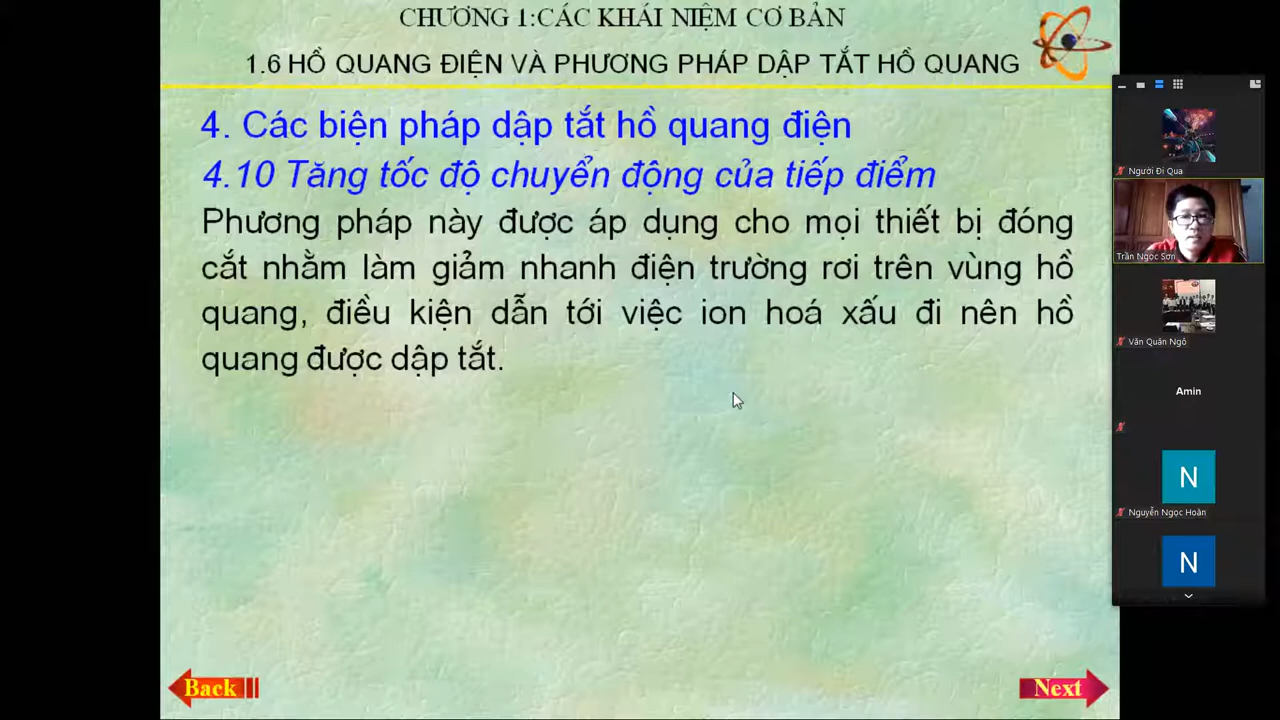 CHƯƠNG 1:CÁC KHÁI NIỆM CƠ BẢN
1.6 HỒ QUANG ĐIỆN VÀ PHƯƠNG PHÁP DẬP TẮT HỒ QUANG
4. Các biện pháp dập tắt hồ quang điện
4.10 Tăng tốc độ chuyển động của tiếp điểm
Phương pháp này được áp dụng cho mọi thiết bị đóng
cắt nhằm làm giảm nhanh điện trường rơi trên vùng hồ
quang, điều kiện dẫn tới việc ion hoá xấu đi nên hồ
quang được dập tắt.
Back
Next
Người Đi Qua
Trần Ngọc Sơn
Văn Quân Ngô
Amin
N
Nguyễn Ngọc Hoàn
N